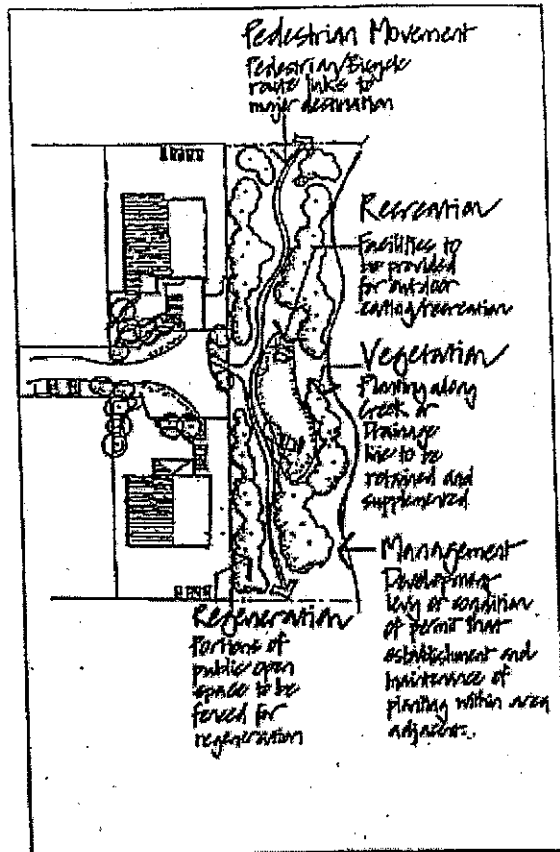 Pedestrian Movement
Pedestrian/Bicycle
route links to
major destination
Recreation
Facilities to
be provided
for outdoor
eating/recreation
Vegetation
Planting along
Creek or
Drainage
line to be
retained and
supplemented
Management
Development
levy or condition
of permit that
establishment and
maintenance of
planting within area
adjacent.
Regeneration
Portions of
public open
space to be
fenced for
regeneration